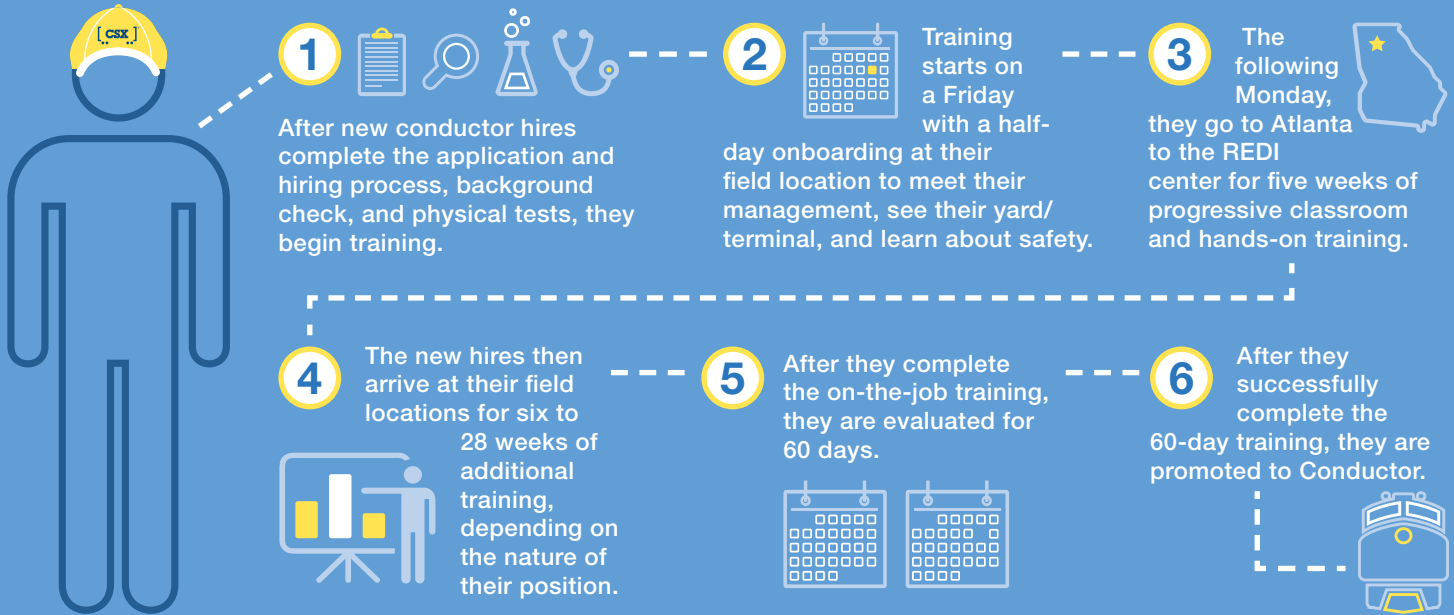 [CSX]
1
After new conductor hires
complete the application and
hiring process, background
check, and physical tests, they
begin training.
2
Training
starts on
a Friday
with a half-
day onboarding at their
field location to meet their
management, see their yard/
terminal, and learn about safety.
3
The
following
Monday,
they go to Atlanta
to the REDI
center for five weeks of
progressive classroom
and hands-on training.
4
The new hires then
arrive at their field
locations for six to
28 weeks of
additional
training,
depending on
the nature of
their position.
5
After they complete
the on-the-job training,
they are evaluated for
60 days.
6
After they
successfully
complete the
60-day training, they are
promoted to Conductor.